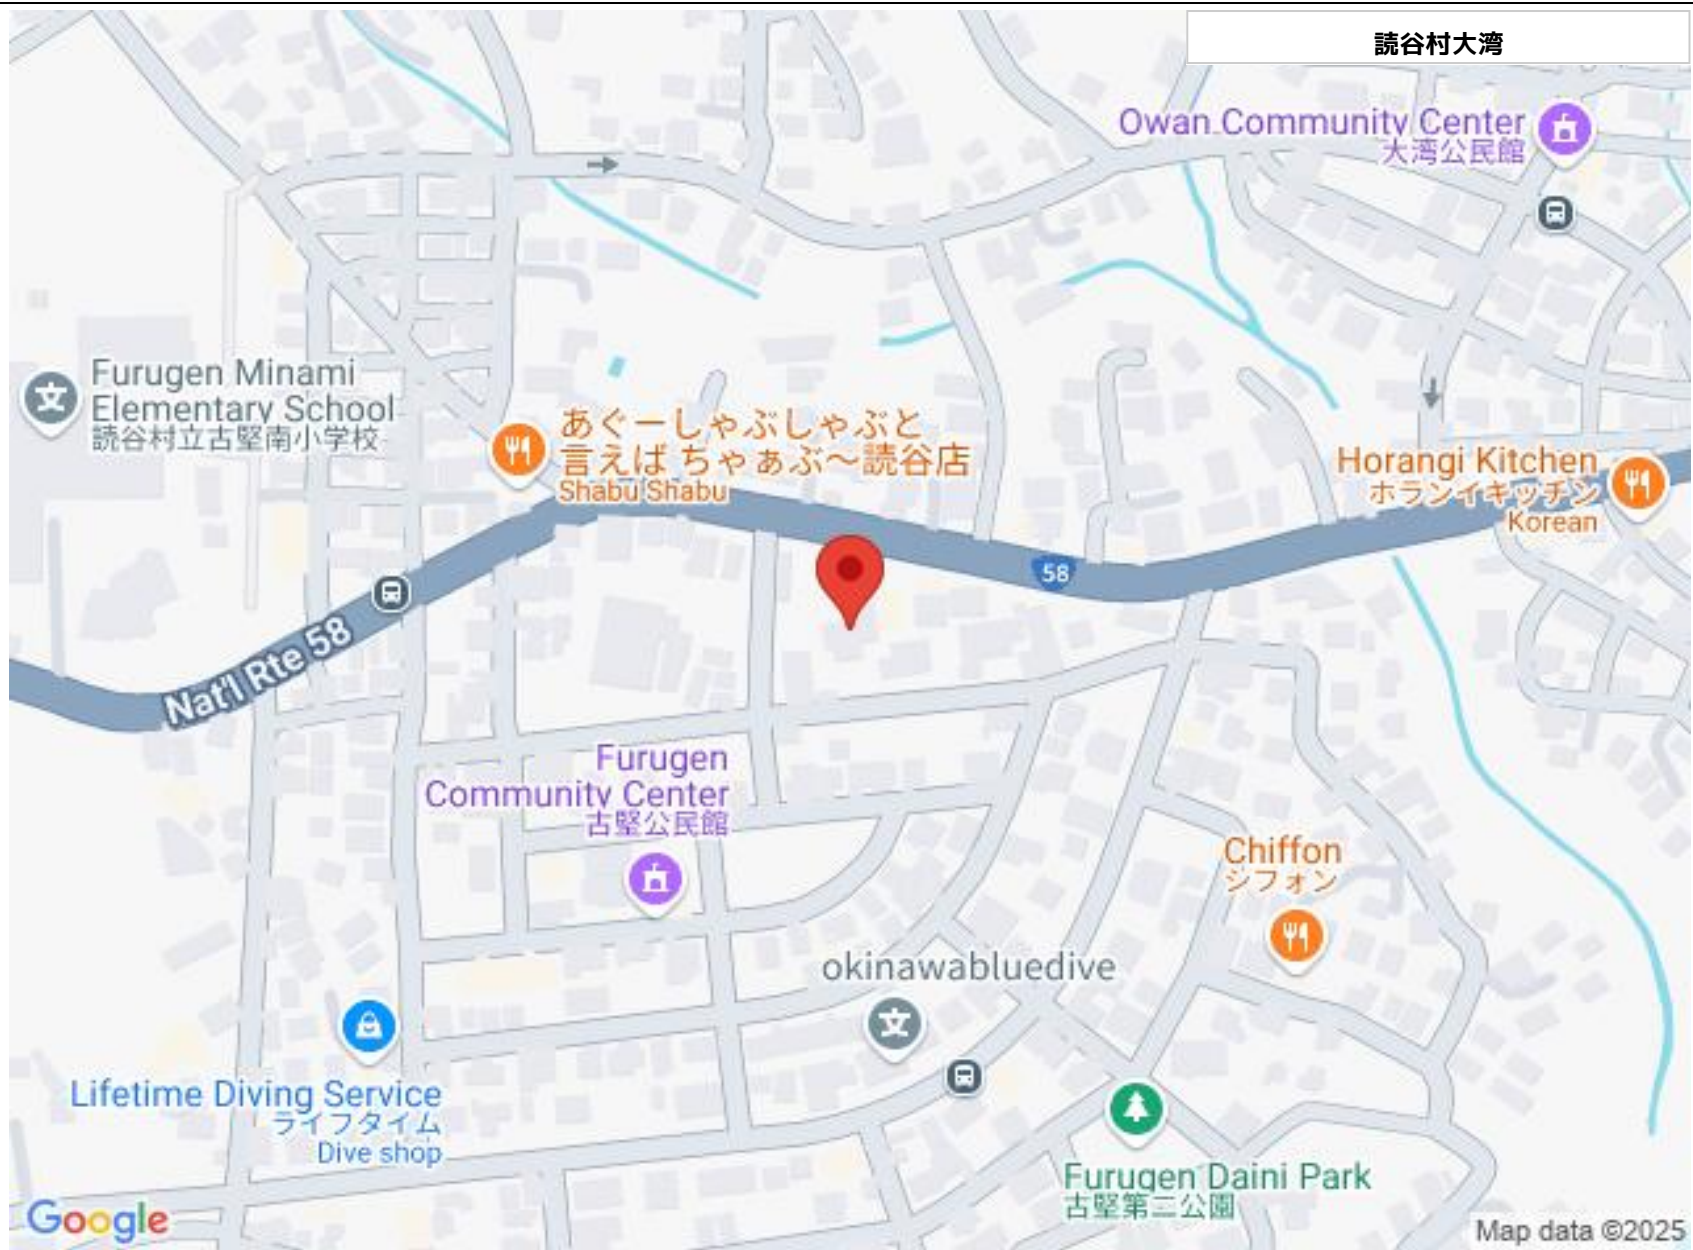 読谷村大湾
Owan Community Center
大湾公民館
Furugen Minami
Elementary School
読谷村立古堅南小学校
あぐーしゃぶしゃぶと
言えば ちゃぁぶ～読谷店
Shabu Shabu
Horangi Kitchen
ホランイキッチン
Korean
58
Nat'l Rte 58
Furugen
Community Center
古堅公民館
Chiffon
シフォン
okinawabluedive
文
Lifetime Diving Service
ライフタイム
Dive shop
Furugen Daini Park
古堅第二公園
Google
Map data ©2025